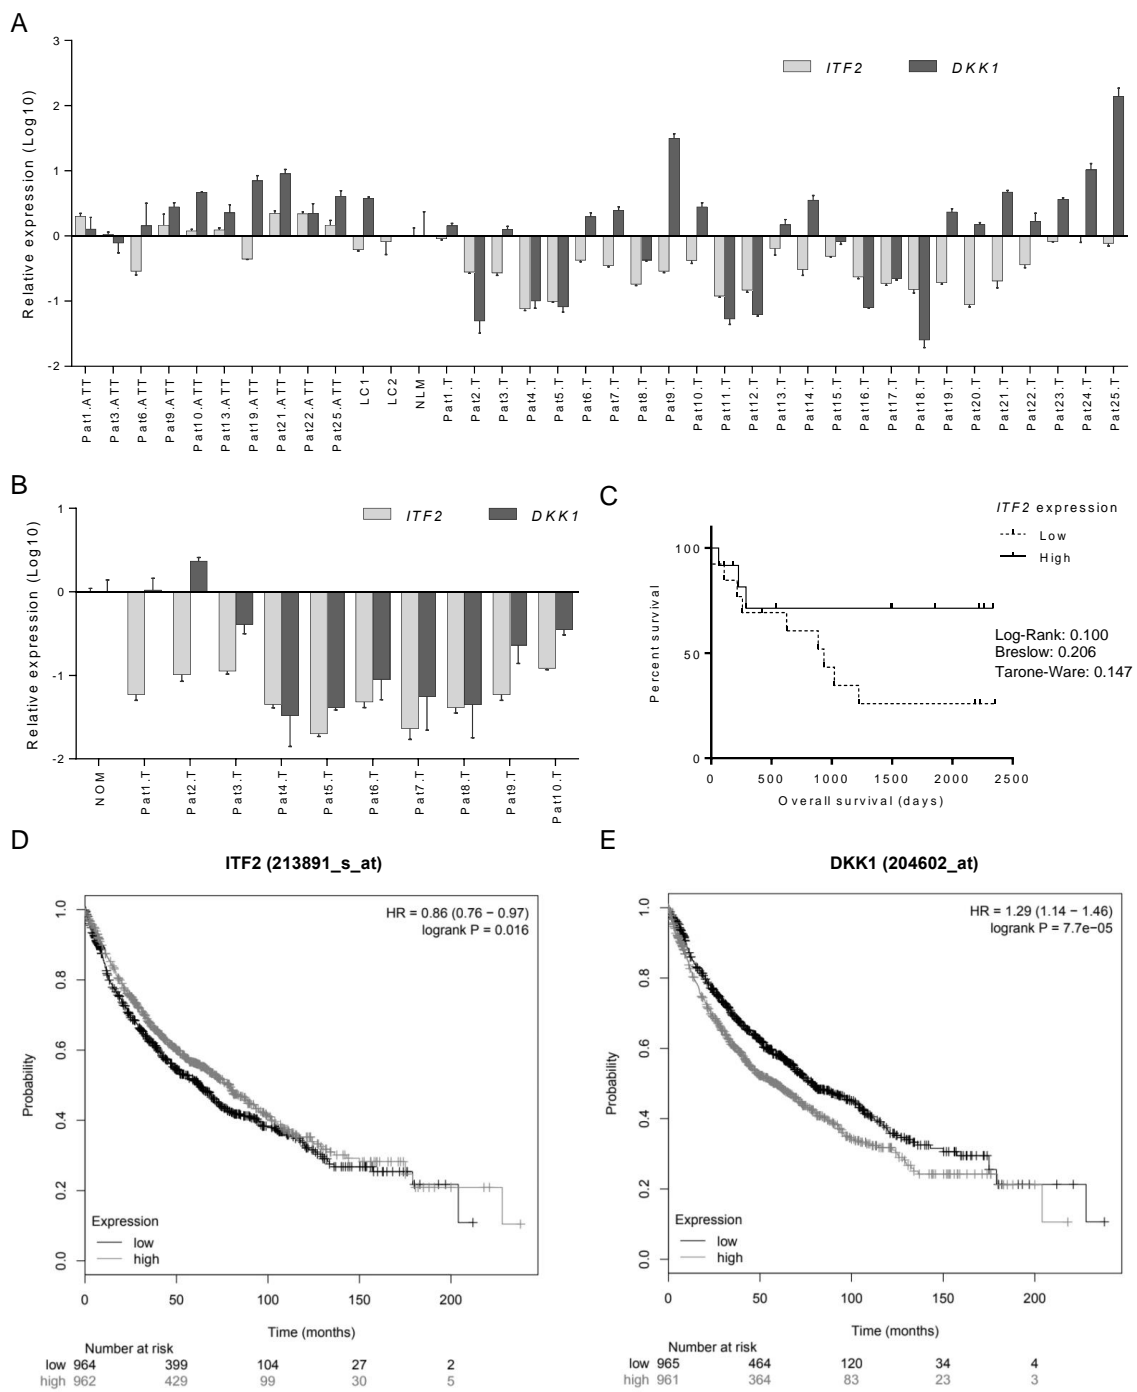 A
3
2
1
0
-1
-2
Relative expression (Log10)
ITF2
DKK1
Pat1.ATT
Pat3.ATT
Pat6.ATT
Pat9.ATT
Pat10.ATT
Pat13.ATT
Pat19.ATT
Pat21.ATT
Pat22.ATT
Pat25.ATT
LC1
LC2
NLM
Pat1.T
Pat2.T
Pat3.T
Pat4.T
Pat5.T
Pat6.T
Pat7.T
Pat8.T
Pat9.T
Pat10.T
Pat11.T
Pat12.T
Pat13.T
Pat14.T
Pat15.T
Pat16.T
Pat17.T
Pat18.T
Pat19.T
Pat20.T
Pat21.T
Pat22.T
Pat23.T
Pat24.T
Pat25.T
B
1
0
-1
-2
Relative expression (Log10)
ITF2
DKK1
NOM
Pat1.T
Pat2.T
Pat3.T
Pat4.T
Pat5.T
Pat6.T
Pat7.T
Pat8.T
Pat9.T
Pat10.T
C
ITF2 expression
Low
High
100
50
0
Percent survival
Log-Rank: 0.100
Breslow: 0.206
Tarone-Ware: 0.147
0 500 1000 1500 2000 2500
Overall survival (days)
D
ITF2 (213891_s_at)
HR = 0.86 (0.76 − 0.97)
logrank P = 0.016
1.0
0.8
0.6
0.4
0.2
0.0
Probability
Expression
low
high
0 50 100 150 200
Time (months)
Number at risk
low 964 399 104 27 2
high 962 429 99 30 5
E
DKK1 (204602_at)
HR = 1.29 (1.14 − 1.46)
logrank P = 7.7e−05
1.0
0.8
0.6
0.4
0.2
0.0
Probability
Expression
low
high
0 50 100 150 200
Time (months)
Number at risk
low 965 464 120 34 4
high 961 364 83 23 3